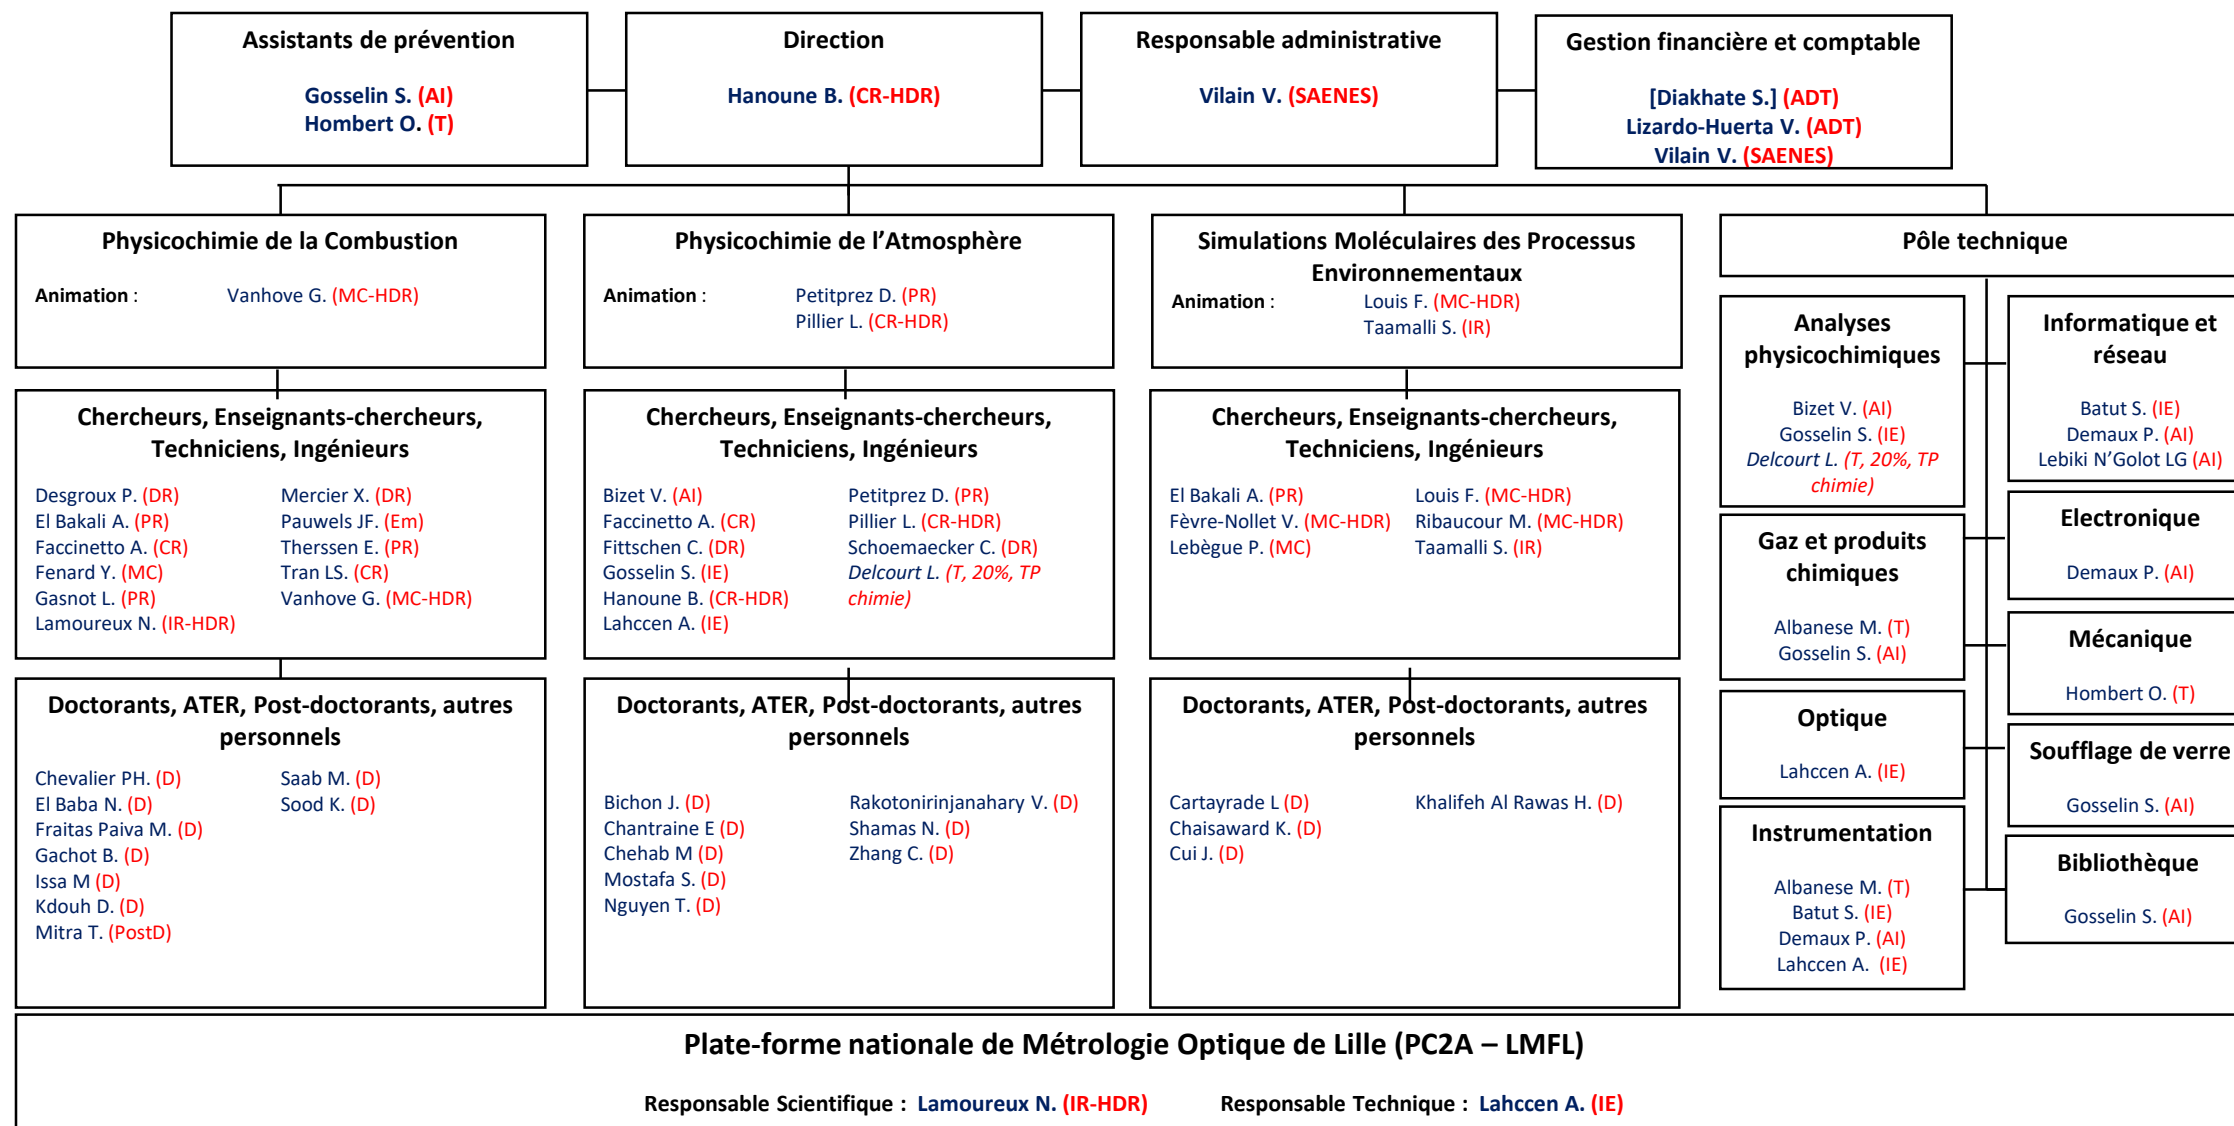 Assistants de prévention
Gosselin S. (AI)
Hombert O. (T)
Direction
Hanoune B. (CR-HDR)
Responsable administrative
Vilain V. (SAENES)
Gestion financière et comptable
[Diakhate S.] (ADT)
Lizardo-Huerta V. (ADT)
Vilain V. (SAENES)
Physicochimie de la Combustion
Animation : Vanhove G. (MC-HDR)
Chercheurs, Enseignants-chercheurs,
Techniciens, Ingénieurs
Desgroux P. (DR)
El Bakali A. (PR)
Faccinetto A. (CR)
Fenard Y. (MC)
Gasnot L. (PR)
Lamoureux N. (IR-HDR)
Mercier X. (DR)
Pauwels JF. (Em)
Therssen E. (PR)
Tran LS. (CR)
Vanhove G. (MC-HDR)
Doctorants, ATER, Post-doctorants, autres
personnels
Chevalier PH. (D)
El Baba N. (D)
Fraitas Paiva M. (D)
Gachot B. (D)
Issa M (D)
Kdouh D. (D)
Mitra T. (PostD)
Saab M. (D)
Sood K. (D)
Physicochimie de l’Atmosphère
Animation : Petitprez D. (PR)
Pillier L. (CR-HDR)
Chercheurs, Enseignants-chercheurs,
Techniciens, Ingénieurs
Bizet V. (AI)
Faccinetto A. (CR)
Fittschen C. (DR)
Gosselin S. (IE)
Hanoune B. (CR-HDR)
Lahccen A. (IE)
Petitprez D. (PR)
Pillier L. (CR-HDR)
Schoemaecker C. (DR)
Delcourt L. (T, 20%, TP
chimie)
Doctorants, ATER, Post-doctorants, autres
personnels
Bichon J. (D)
Chantraine E (D)
Chehab M (D)
Mostafa S. (D)
Nguyen T. (D)
Rakotonirinjanahary V. (D)
Shamas N. (D)
Zhang C. (D)
Simulations Moléculaires des Processus
Environnementaux
Animation : Louis F. (MC-HDR)
Taamalli S. (IR)
Chercheurs, Enseignants-chercheurs,
Techniciens, Ingénieurs
El Bakali A. (PR)
Fèvre-Nollet V. (MC-HDR)
Lebègue P. (MC)
Louis F. (MC-HDR)
Ribaucour M. (MC-HDR)
Taamalli S. (IR)
Doctorants, ATER, Post-doctorants, autres
personnels
Cartayrade L (D)
Chaisaward K. (D)
Cui J. (D)
Khalifeh Al Rawas H. (D)
Pôle technique
Analyses
physicochimiques
Bizet V. (AI)
Gosselin S. (IE)
Delcourt L. (T, 20%, TP
chimie)
Gaz et produits
chimiques
Albanese M. (T)
Gosselin S. (AI)
Optique
Lahccen A. (IE)
Instrumentation
Albanese M. (T)
Batut S. (IE)
Demaux P. (AI)
Lahccen A. (IE)
Informatique et
réseau
Batut S. (IE)
Demaux P. (AI)
Lebiki N’Golot LG (AI)
Electronique
Demaux P. (AI)
Mécanique
Hombert O. (T)
Soufflage de verre
Gosselin S. (AI)
Bibliothèque
Gosselin S. (AI)
Plate-forme nationale de Métrologie Optique de Lille (PC2A – LMFL)
Responsable Scientifique : Lamoureux N. (IR-HDR) Responsable Technique : Lahccen A. (IE)